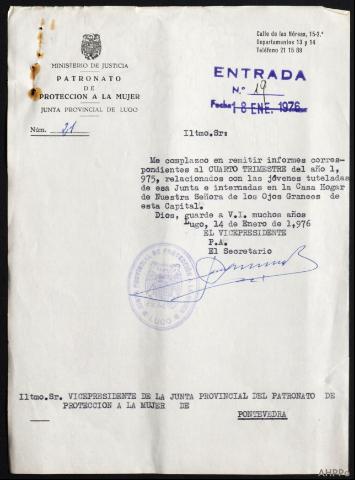 MINISTERIO DE JUSTICIA
PATRONATO
DE
PROTECCION A LA MUJER
JUNTA PROVINCIAL DE LUGO
Núm. 21
Calle de las Nóreas, 15-2.º
Departamentos 13 y 14
Teléfono 21 15 88
ENTRADA
N.º 19
Fecha 18 ENE. 1976
Iltmo.Sr:
Me complazco en remitir informes corres-
pondientes al CUARTO TRIMESTRE del año 1,
975, relacionados con las jóvenes tuteladas
de esa Junta e internadas en la Casa Hogar
de Nuestra Señora de los Ojos Grandes de
esta Capital.
Dios, guarde a V.I. muchos años
Lugo, 14 de Enero de 1,976
EL VICEPRESIDENTE
P.A.
El Secretario
Iltmo.Sr. VICEPRESIDENTE DE LA JUNTA PROVINCIAL DEL PATRONATO DE
PROTECCION A LA MUJER DE
PONTEVEDRA
AHPPo